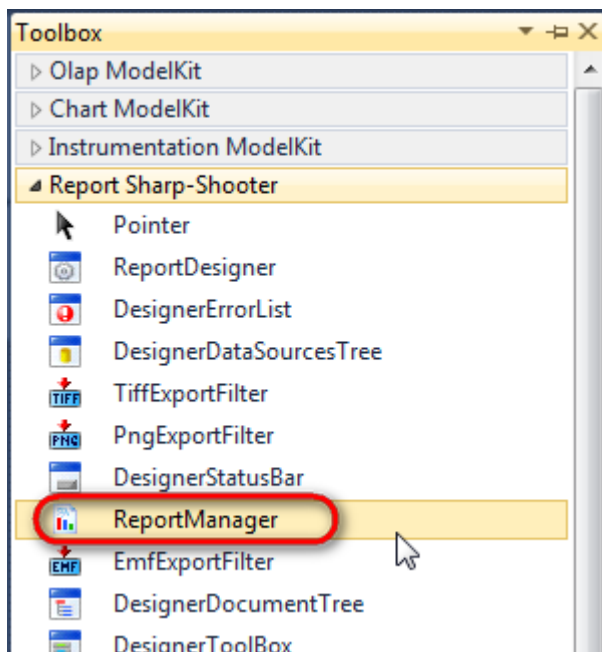 Toolbox
Olap ModelKit
Chart ModelKit
Instrumentation ModelKit
Report Sharp-Shooter
Pointer
ReportDesigner
DesignerErrorList
DesignerDataSourcesTree
TIFF TiffExportFilter
PNG PngExportFilter
DesignerStatusBar
ReportManager
EMF EmfExportFilter
DesignerDocumentTree
DesignerToolBox